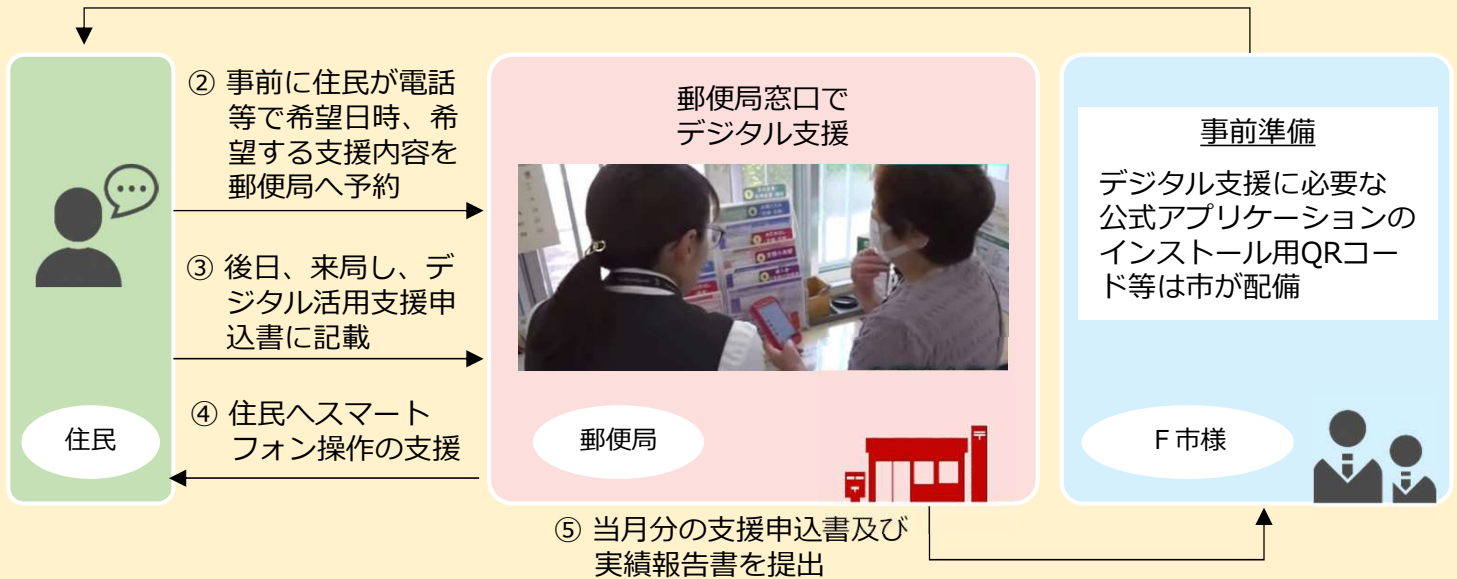 ② 事前に住民が電話
等で希望日時、希
望する支援内容を
郵便局へ予約
③ 後日、来局し、デ
ジタル活用支援申
込書に記載
④ 住民へスマート
フォン操作の支援
住民
郵便局窓口で
デジタル支援
郵便局
⑤ 当月分の支援申込書及び
実績報告書を提出
事前準備
デジタル支援に必要な
公式アプリケーションの
インストール用QRコー
ド等は市が配備
F市様